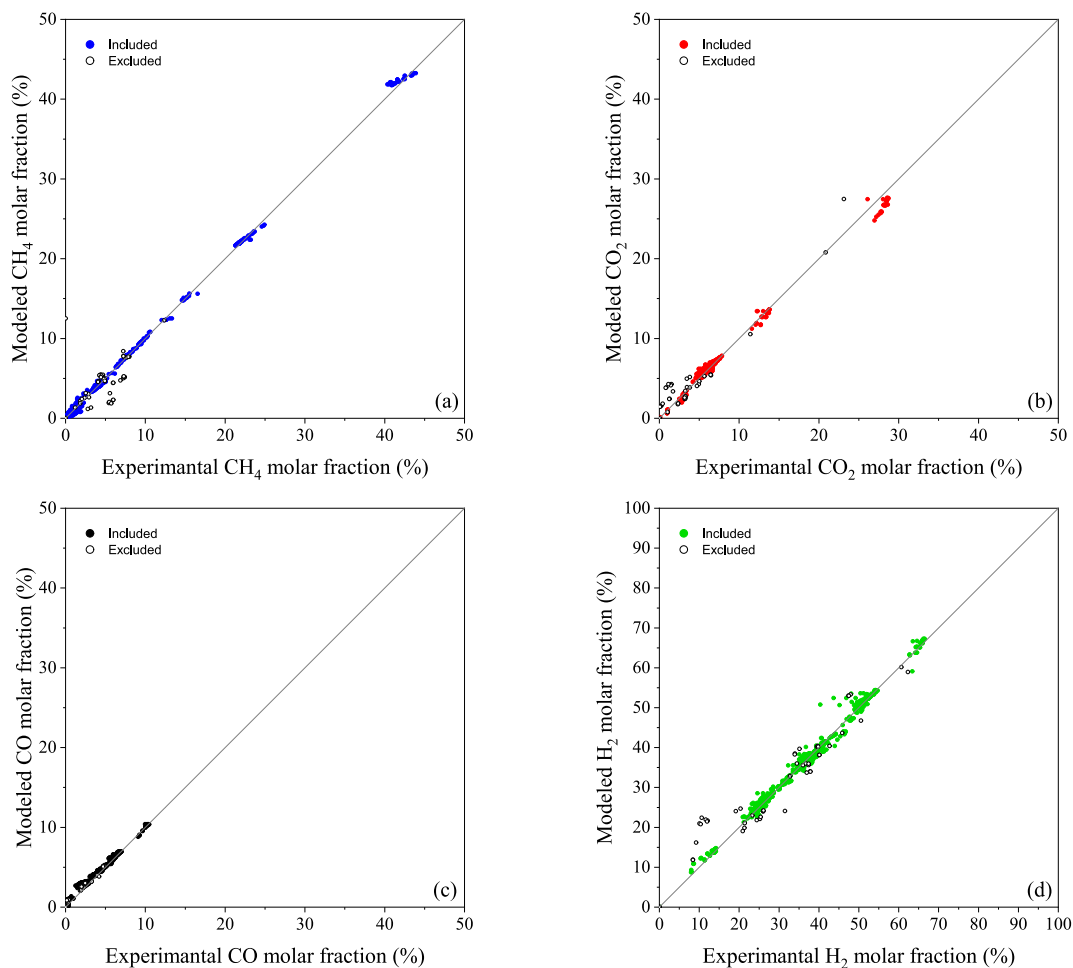 50
40
30
20
10
0
Modeled CH4 molar fraction (%)
Included
Excluded
(a)
0 10 20 30 40 50
Experimantal CH4 molar fraction (%)
50
40
30
20
10
0
Modeled CO2 molar fraction (%)
Included
Excluded
(b)
0 10 20 30 40 50
Experimantal CO2 molar fraction (%)
50
40
30
20
10
0
Modeled CO molar fraction (%)
Included
Excluded
(c)
0 10 20 30 40 50
Experimantal CO molar fraction (%)
100
90
80
70
60
50
40
30
20
10
0
Modeled H2 molar fraction (%)
Included
Excluded
(d)
0 10 20 30 40 50 60 70 80 90 100
Experimantal H2 molar fraction (%)